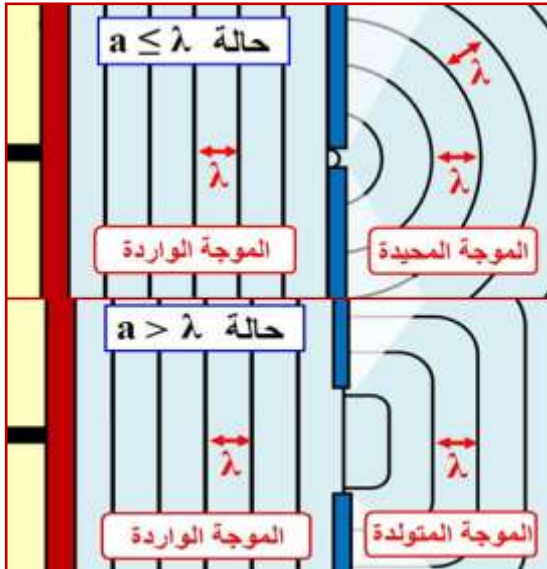 حالة a ≤ λ
λ
λ
λ
الموجة الواردة
الموجة المحيدة
حالة a > λ
λ
λ
الموجة الواردة
الموجة المتولدة